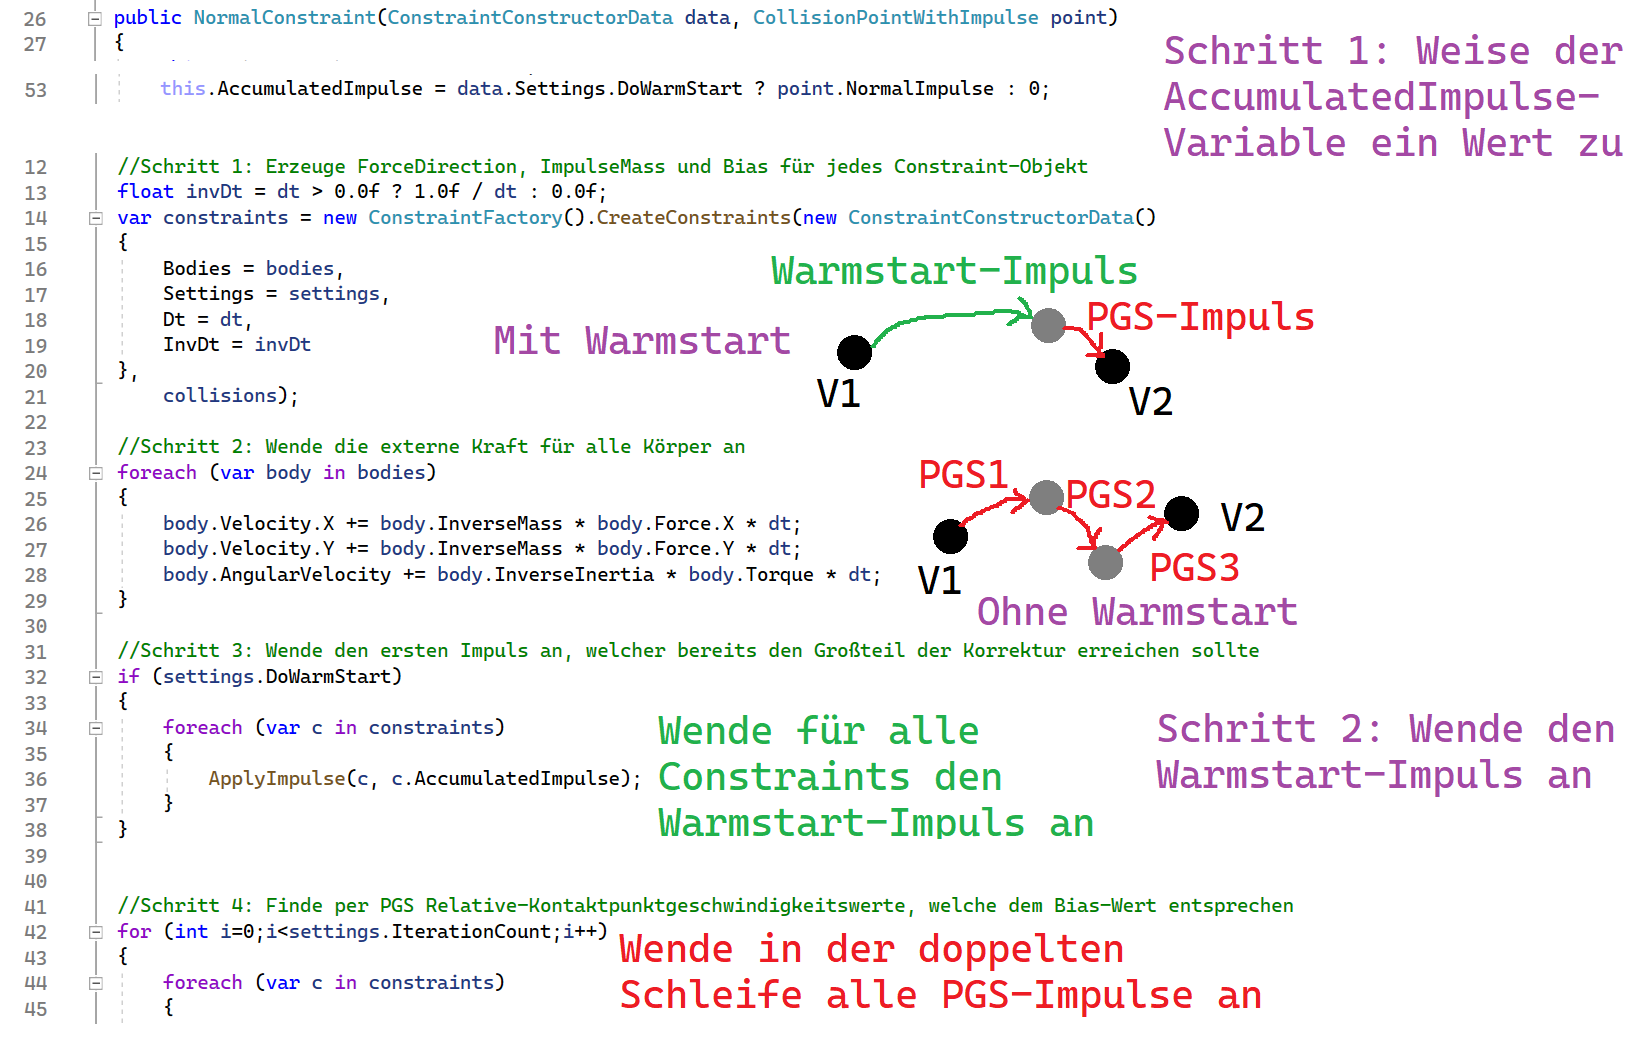 26 public NormalConstraint(ConstraintConstructorData data, CollisionPointWithImpulse point)
27 {
53 this.AccumulatedImpulse = data.Settings.DoWarmStart ? point.NormalImpulse : 0;
Schritt 1: Weise der
AccumulatedImpulse-
Variable ein Wert zu
12 //Schritt 1: Erzeuge ForceDirection, ImpulseMass und Bias für jedes Constraint-Objekt
13 float invDt = dt > 0.0f ? 1.0f / dt : 0.0f;
14 var constraints = new ConstraintFactory().CreateConstraints(new ConstraintConstructorData()
15 {
16 Bodies = bodies,
17 Settings = settings,
18 Dt = dt,
19 InvDt = invDt
20 },
21 collisions);
22
Mit Warmstart
Warmstart-Impuls
PGS-Impuls
V1
V2
23 //Schritt 2: Wende die externe Kraft für alle Körper an
24 foreach (var body in bodies)
25 {
26 body.Velocity.X += body.InverseMass * body.Force.X * dt;
27 body.Velocity.Y += body.InverseMass * body.Force.Y * dt;
28 body.AngularVelocity += body.InverseInertia * body.Torque * dt;
29 }
30
PGS1
PGS2
V2
V1
PGS3
Ohne Warmstart
31 //Schritt 3: Wende den ersten Impuls an, welcher bereits den Großteil der Korrektur erreichen sollte
32 if (settings.DoWarmStart)
33 {
34 foreach (var c in constraints)
35 {
36 ApplyImpulse(c, c.AccumulatedImpulse);
37 }
38 }
39
40
Wende für alle
Constraints den
Warmstart-Impuls an
Schritt 2: Wende den
Warmstart-Impuls an
41 //Schritt 4: Finde per PGS Relative-Kontaktpunktgeschwindigkeitswerte, welche dem Bias-Wert entsprechen
42 for (int i=0;i<settings.IterationCount;i++)
43 {
44 foreach (var c in constraints)
45 {
Wende in der doppelten
Schleife alle PGS-Impulse an